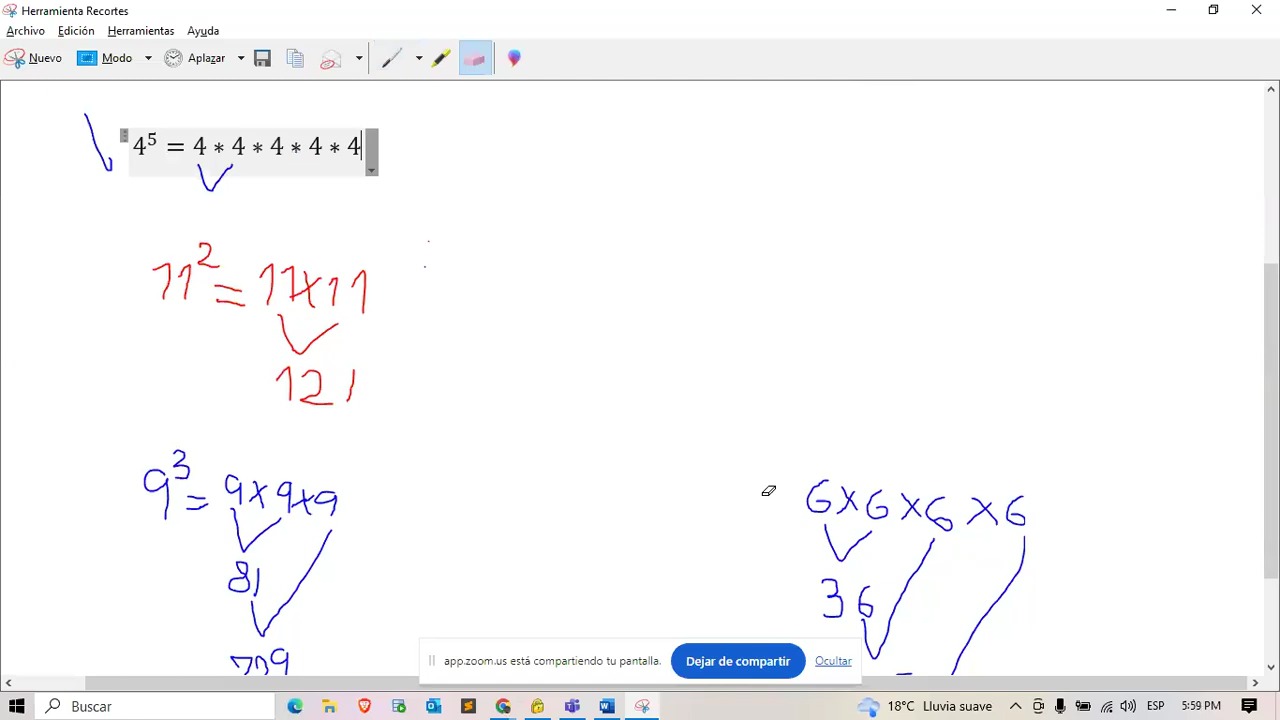 Herramienta Recortes
Archivo Edición Herramientas Ayuda
Nuevo Modo Aplazar
4⁵ = 4 * 4 * 4 * 4 * 4
11² = 11x11
121
9³ = 9x9x9
81
729
6x6x6x6
36
app.zoom.us está compartiendo tu pantalla. Dejar de compartir Ocultar
Buscar 18°C Lluvia suave ESP 5:59 PM